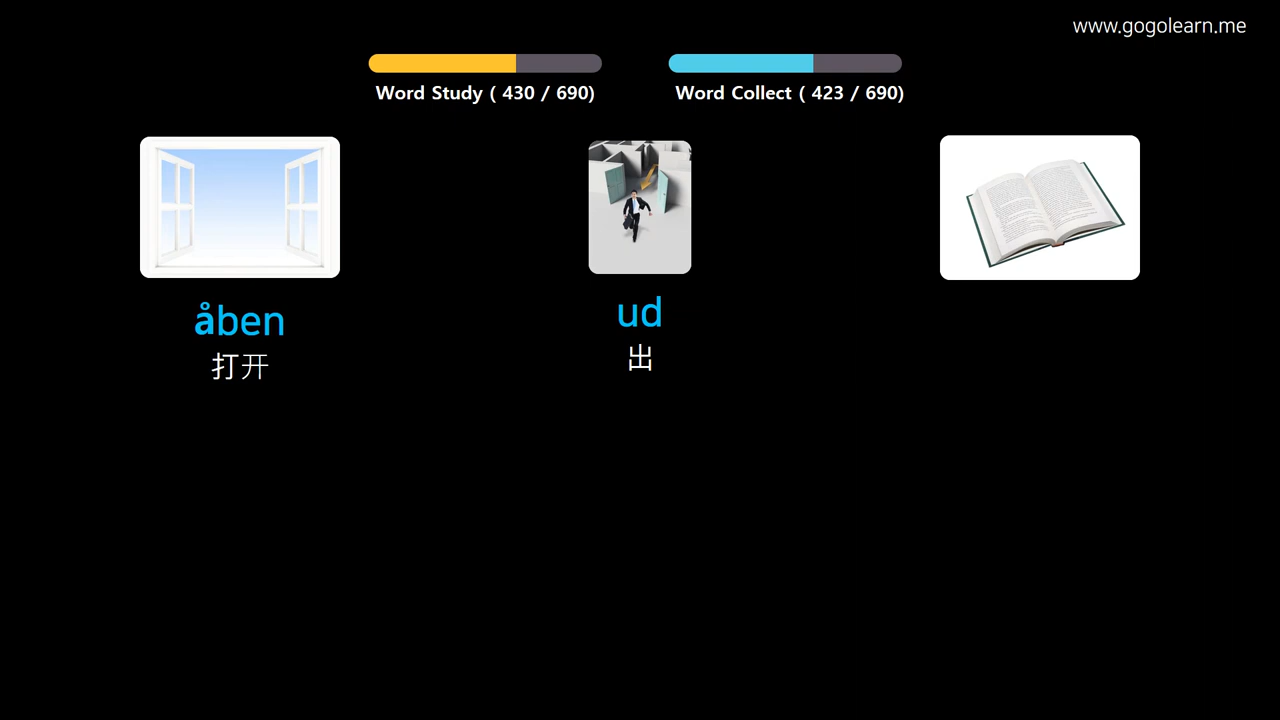 www.gogolearn.me
Word Study ( 430 / 690)
Word Collect ( 423 / 690)
åben
打开
ud
出